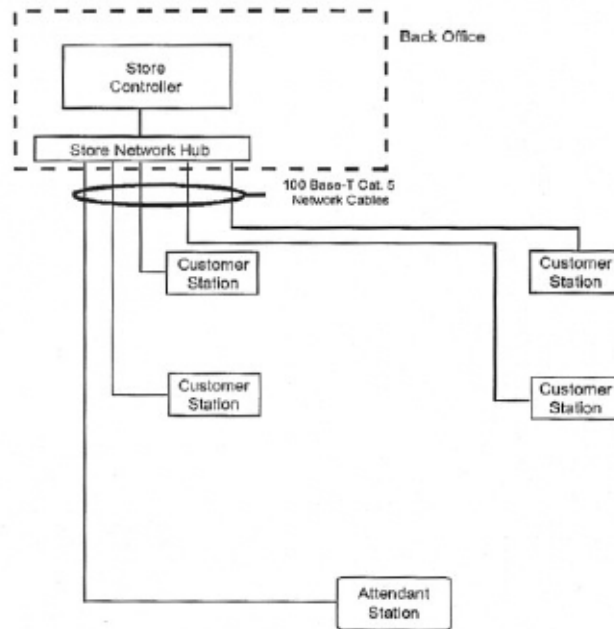 Back Office
Store
Controller
Store Network Hub
100 Base-T Cat. 5
Network Cables
Customer
Station
Customer
Station
Customer
Station
Customer
Station
Attendant
Station